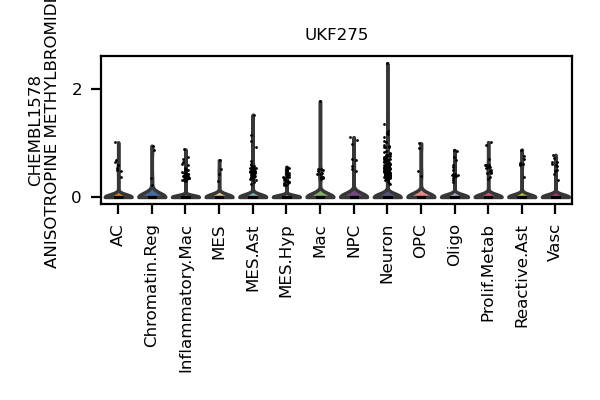 UKF275
CHEMBL1578
ANISOTROPINE METHYLBROMID
2
0
AC
Chromatin.Reg
Inflammatory.Mac
MES
MES.Ast
MES.Hyp
Mac
NPC
Neuron
OPC
Oligo
Prolif.Metab
Reactive.Ast
Vasc